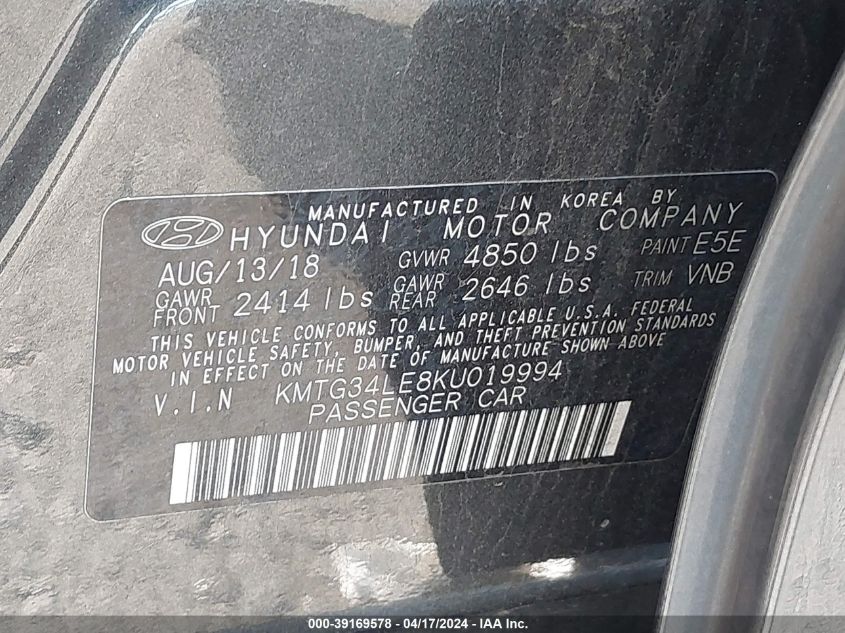 MANUFACTURED IN KOREA BY
HYUNDAI MOTOR COMPANY
AUG/13/18 GVWR 4850 lbs PAINT E5E
GAWR FRONT 2414 lbs GAWR REAR 2646 lbs TRIM VNB
THIS VEHICLE CONFORMS TO ALL APPLICABLE U.S.A. FEDERAL
MOTOR VEHICLE SAFETY, BUMPER, AND THEFT PREVENTION STANDARDS
IN EFFECT ON THE DATE OF MANUFACTURE SHOWN ABOVE
V.I.N KMTG34LE8KU019994
PASSENGER CAR
000-39169578 - 04/17/2024 - IAA Inc.